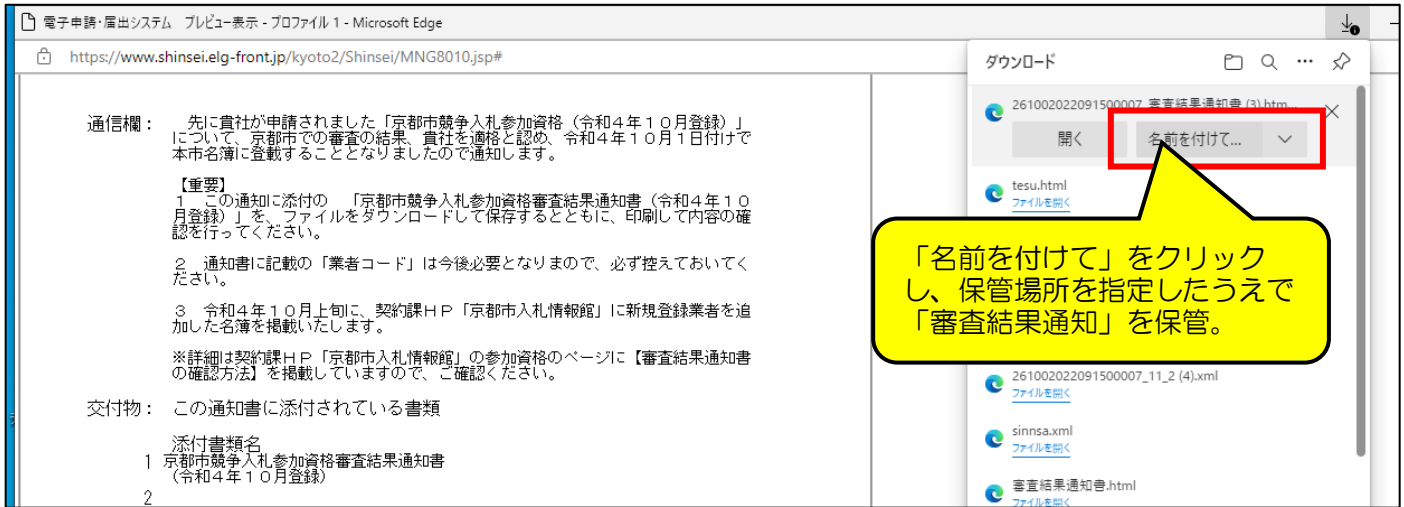 電子申請・届出システム　プレビュー表示 - プロファイル 1 - Microsoft Edge
https://www.shinsei.elg-front.jp/kyoto2/Shinsei/MNG8010.jsp#
通信欄：　先に貴社が申請されました「京都市競争入札参加資格（令和４年１０月登録）」
について、京都市での審査の結果、貴社を適格と認め、令和４年１０月１日付けで
本市名簿に登載することとなりましたので通知します。
【重要】
１　この通知に添付の　「京都市競争入札参加資格審査結果通知書（令和４年１０
月登録）」を、ファイルをダウンロードして保存するとともに、印刷して内容の確
認を行ってください。
２　通知書に記載の「業者コード」は今後必要となりまので、必ず控えておいてく
ださい。
３　令和４年１０月上旬に、契約課ＨＰ「京都市入札情報館」に新規登録業者を追
加した名簿を掲載いたします。
※詳細は契約課ＨＰ「京都市入札情報館」の参加資格のページに【審査結果通知書
の確認方法】を掲載していますので、ご確認ください。
交付物：　この通知書に添付されている書類
添付書類名
1 京都市競争入札参加資格審査結果通知書
（令和４年１０月登録）
2
ダウンロード
261002022091500007_審査結果通知書 (3).htm...
開く
名前を付けて...
tesu.html
ファイルを開く
「名前を付けて」をクリック
し、保管場所を指定したうえで
「審査結果通知」を保管。
261002022091500007_11_2 (4).xml
ファイルを開く
sinnsa.xml
ファイルを開く
審査結果通知書.html
ファイルを開く